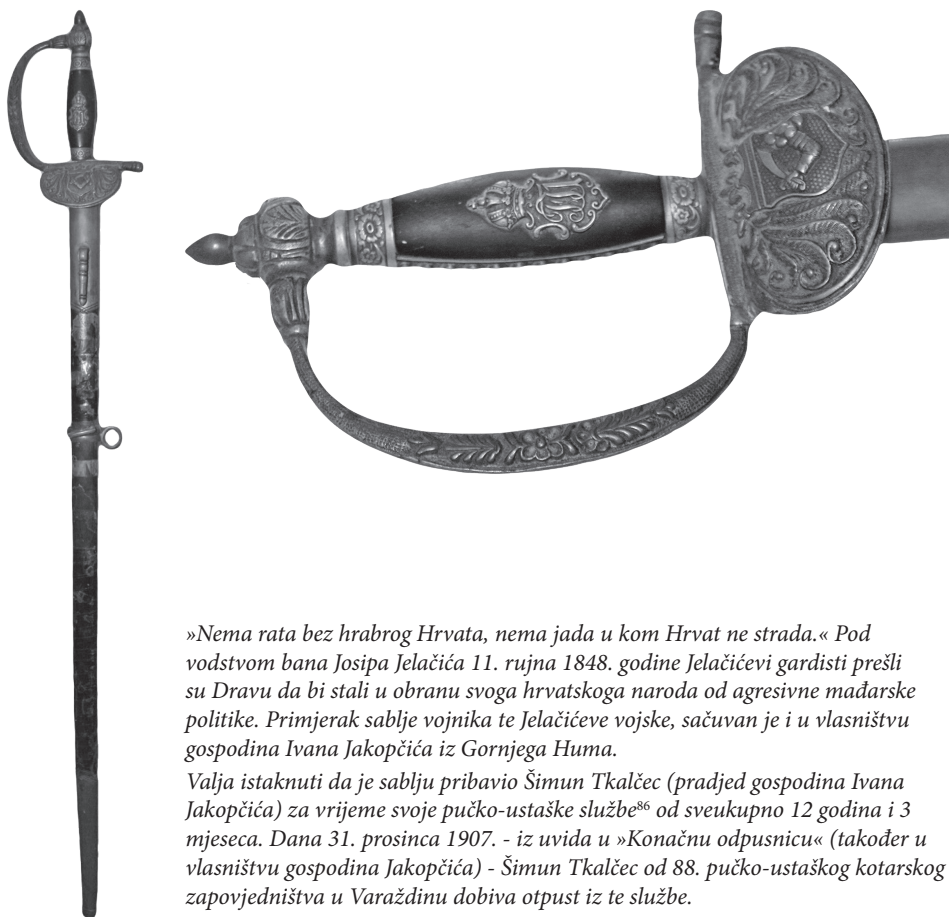 »Nema rata bez hrabrog Hrvata, nema jada u kom Hrvat ne strada.« Pod
vodstvom bana Josipa Jelačića 11. rujna 1848. godine Jelačićevi gardisti prešli
su Dravu da bi stali u obranu svoga hrvatskoga naroda od agresivne mađarske
politike. Primjerak sablje vojnika te Jelačićeve vojske, sačuvan je i u vlasništvu
gospodina Ivana Jakopčića iz Gornjega Huma.
Valja istaknuti da je sablju pribavio Šimun Tkalčec (pradjed gospodina Ivana
Jakopčića) za vrijeme svoje pučko-ustaške službe⁸⁶ od sveukupno 12 godina i 3
mjeseca. Dana 31. prosinca 1907. - iz uvida u »Konačnu odpusnicu« (također u
vlasništvu gospodina Jakopčića) - Šimun Tkalčec od 88. pučko-ustaškog kotarskog
zapovjedništva u Varaždinu dobiva otpust iz te službe.